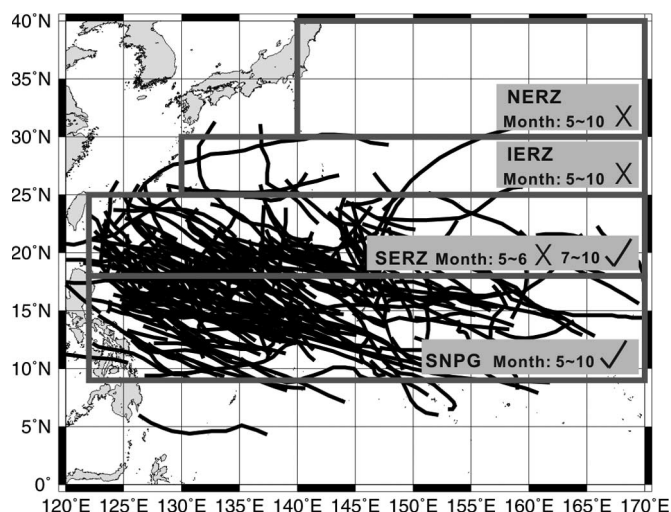 40°N
35°N
NERZ
Month: 5~10 X
30°N
IERZ
Month: 5~10 X
25°N
20°N
SERZ Month: 5~6 X 7~10 ✓
15°N
SNPG Month: 5~10 ✓
10°N
5°N
0°
120°E 125°E 130°E 135°E 140°E 145°E 150°E 155°E 160°E 165°E 170°E